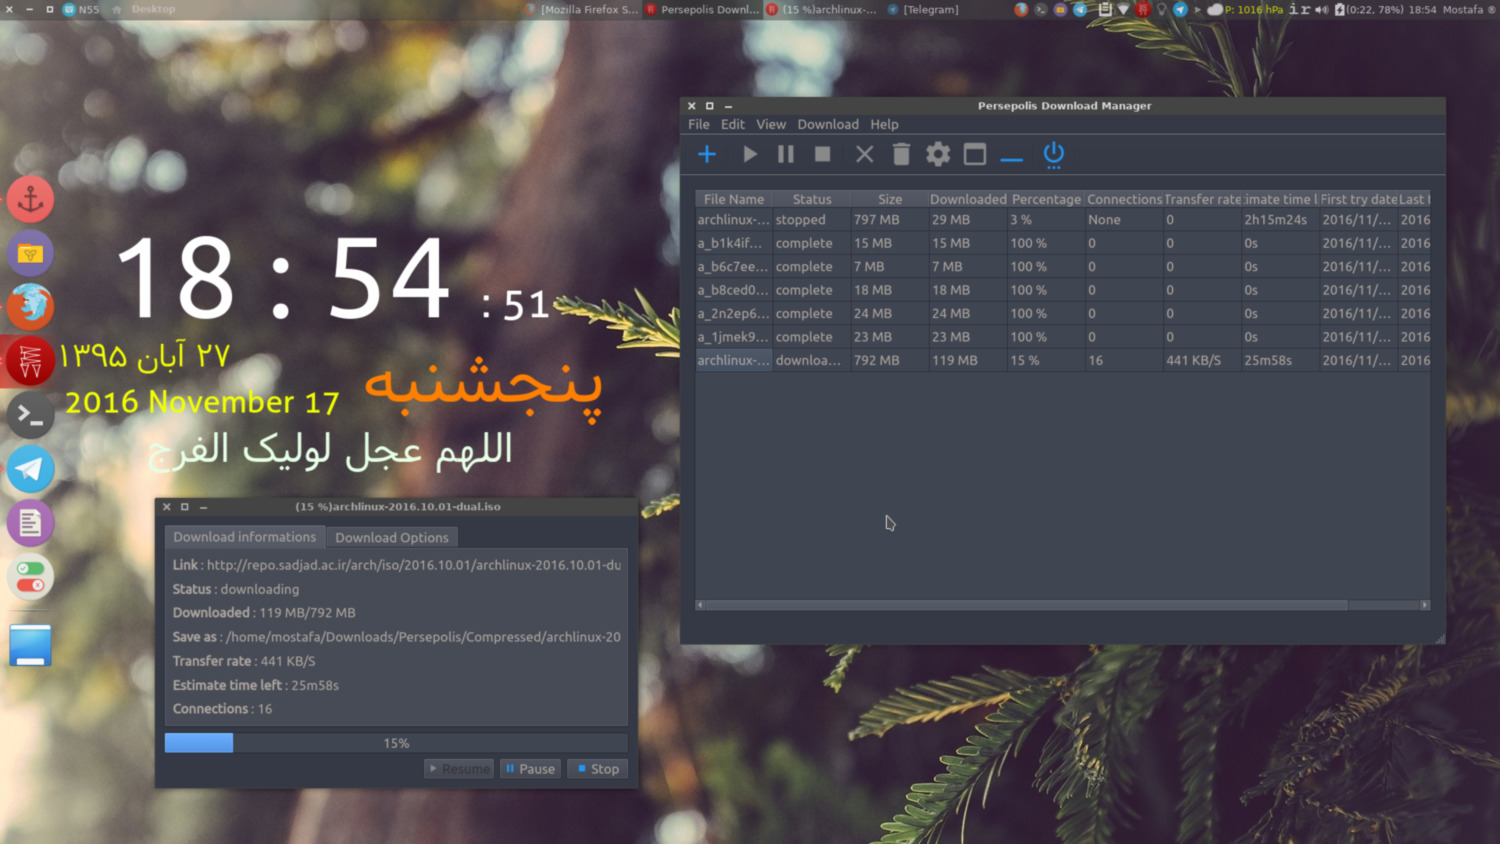 N55 Desktop [Mozilla Firefox S... Persepolis Downl... (15 %)archlinux-... [Telegram] P: 1016 hPa ir (0:22, 78%) 18:54 Mostafa
18 : 54 : 51
۲۷ آبان ۱۳۹۵
پنجشنبه
2016 November 17
اللهم عجل لولیک الفرج
Persepolis Download Manager
File Edit View Download Help
File Name Status Size Downloaded Percentage Connections Transfer rate imate time l First try date Last t
archlinux-... stopped 797 MB 29 MB 3 % None 0 2h15m24s 2016/11/... 2016
a_b1k4if... complete 15 MB 15 MB 100 % 0 0 0s 2016/11/... 2016
a_b6c7ee... complete 7 MB 7 MB 100 % 0 0 0s 2016/11/... 2016
a_b8ced0... complete 18 MB 18 MB 100 % 0 0 0s 2016/11/... 2016
a_2n2ep6... complete 24 MB 24 MB 100 % 0 0 0s 2016/11/... 2016
a_1jmek9... complete 23 MB 23 MB 100 % 0 0 0s 2016/11/... 2016
archlinux-... downloa... 792 MB 119 MB 15 % 16 441 KB/S 25m58s 2016/11/... 2016
(15 %)archlinux-2016.10.01-dual.iso
Download informations Download Options
Link : http://repo.sadjad.ac.ir/arch/iso/2016.10.01/archlinux-2016.10.01-du
Status : downloading
Downloaded : 119 MB/792 MB
Save as : /home/mostafa/Downloads/Persepolis/Compressed/archlinux-20
Transfer rate : 441 KB/S
Estimate time left : 25m58s
Connections : 16
15%
Resume Pause Stop